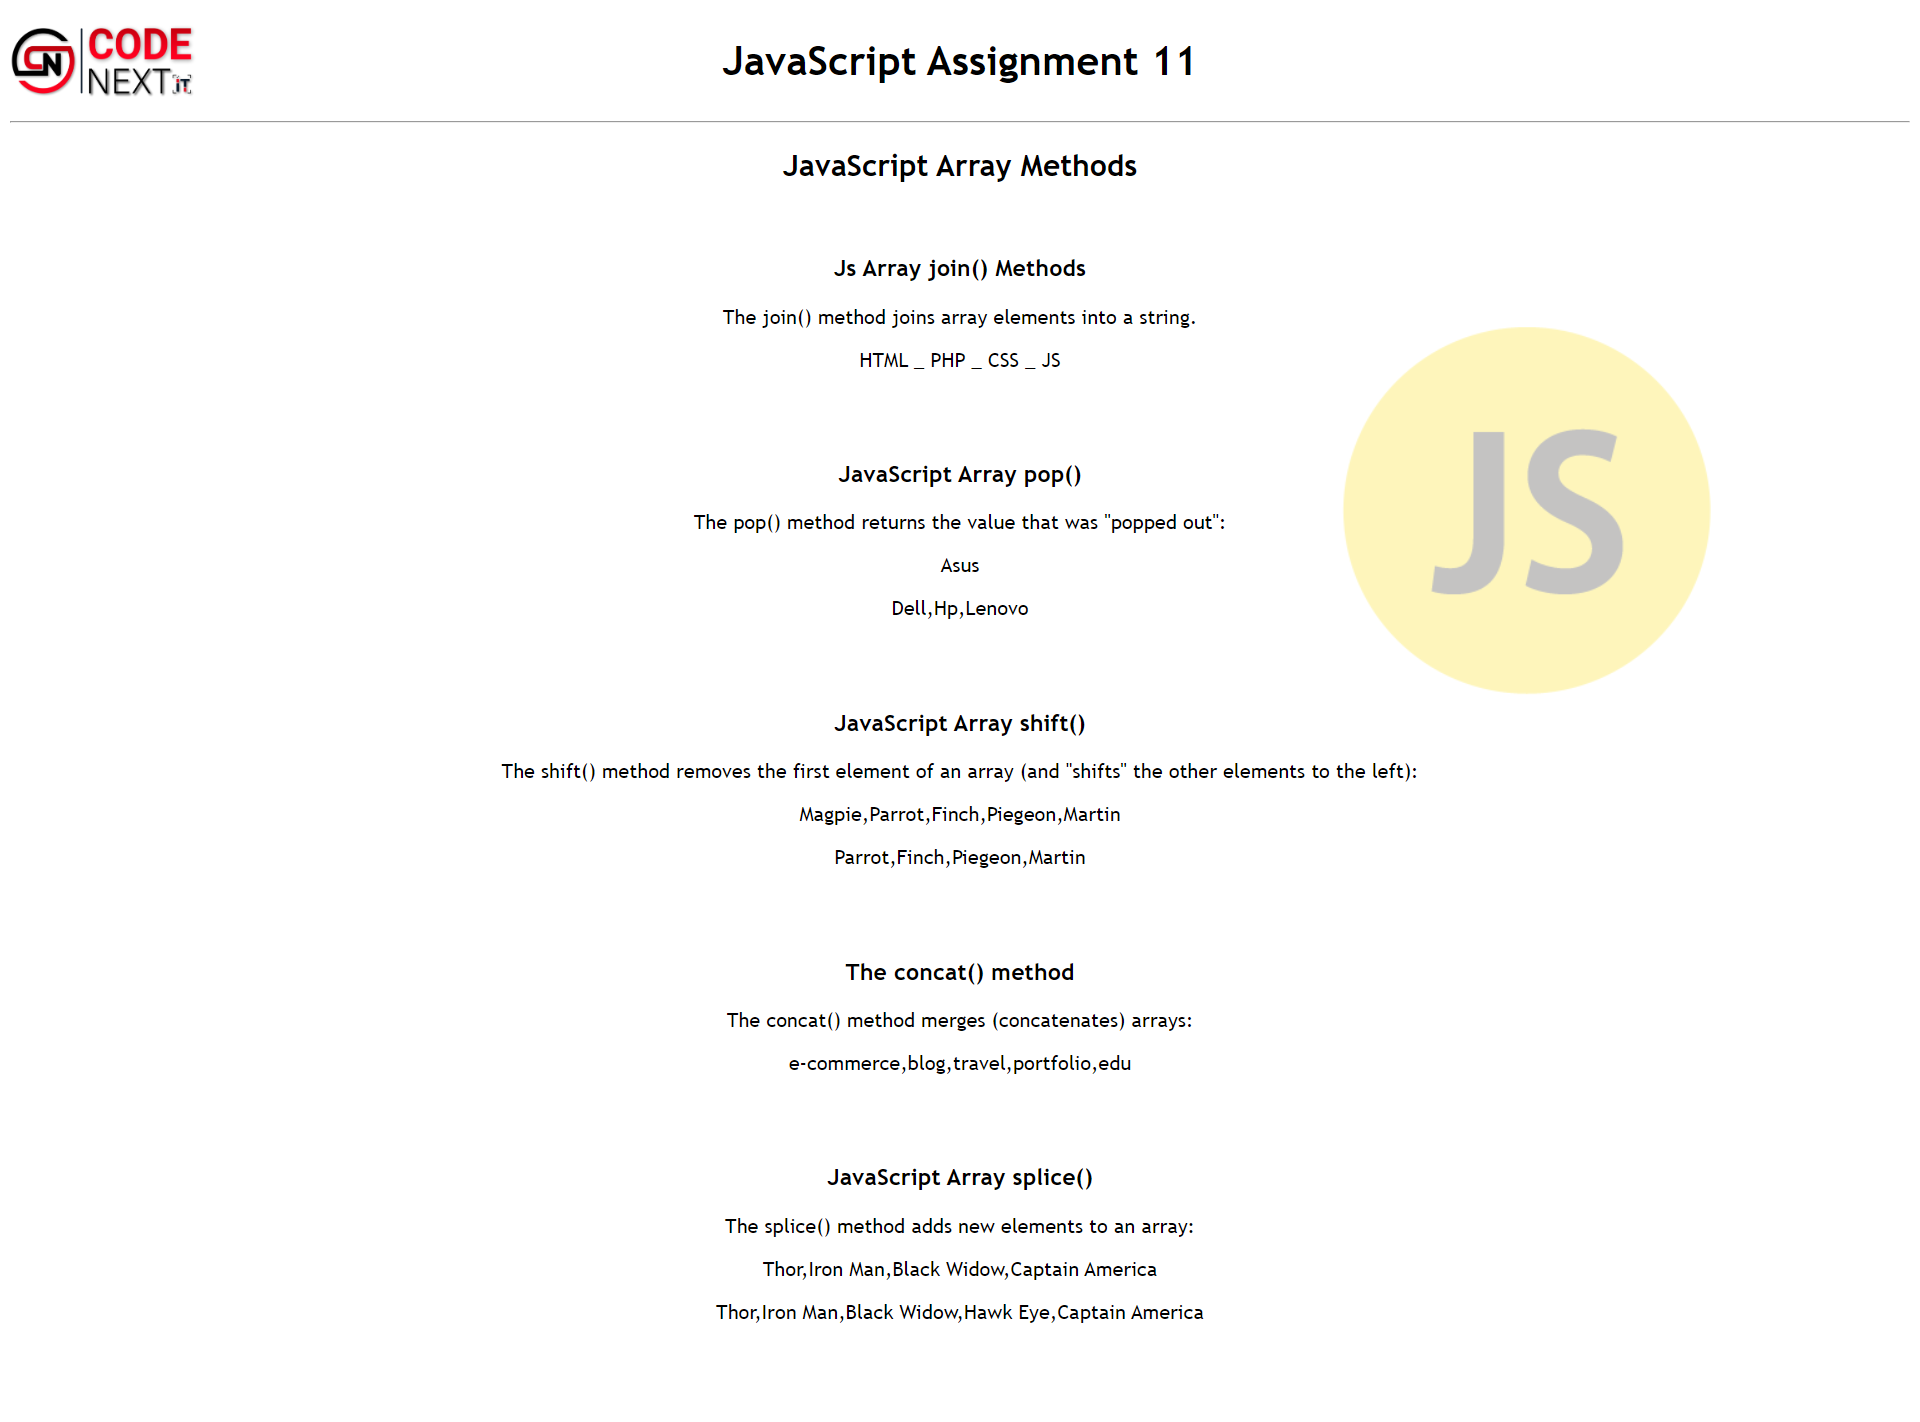 CODE
NEXT IT
JavaScript Assignment 11
JavaScript Array Methods
Js Array join() Methods
The join() method joins array elements into a string.
HTML _ PHP _ CSS _ JS
JavaScript Array pop()
The pop() method returns the value that was "popped out":
Asus
Dell,Hp,Lenovo
JS
JavaScript Array shift()
The shift() method removes the first element of an array (and "shifts" the other elements to the left):
Magpie,Parrot,Finch,Piegeon,Martin
Parrot,Finch,Piegeon,Martin
The concat() method
The concat() method merges (concatenates) arrays:
e-commerce,blog,travel,portfolio,edu
JavaScript Array splice()
The splice() method adds new elements to an array:
Thor,Iron Man,Black Widow,Captain America
Thor,Iron Man,Black Widow,Hawk Eye,Captain America